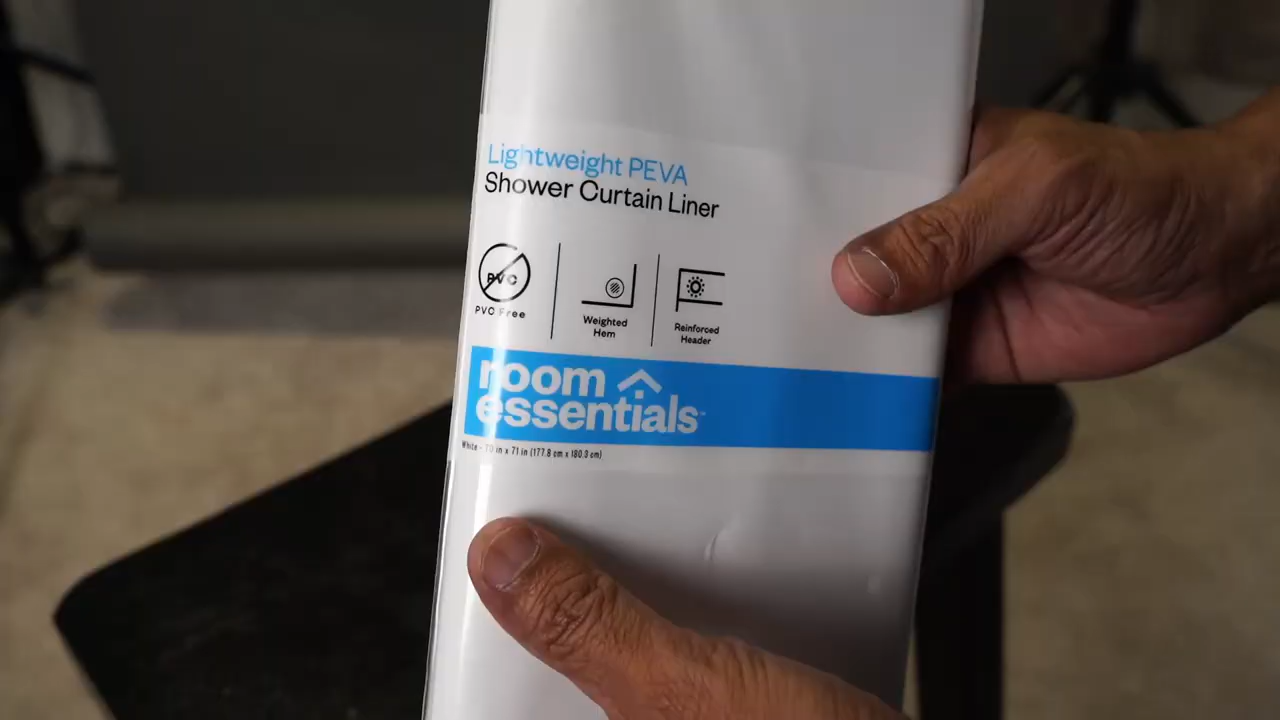 Lightweight PEVA
Shower Curtain Liner
PVC
PVC Free
Weighted
Hem
Reinforced
Header
room
essentials™
White - 70 in x 71 in (177.8 cm x 180.3 cm)